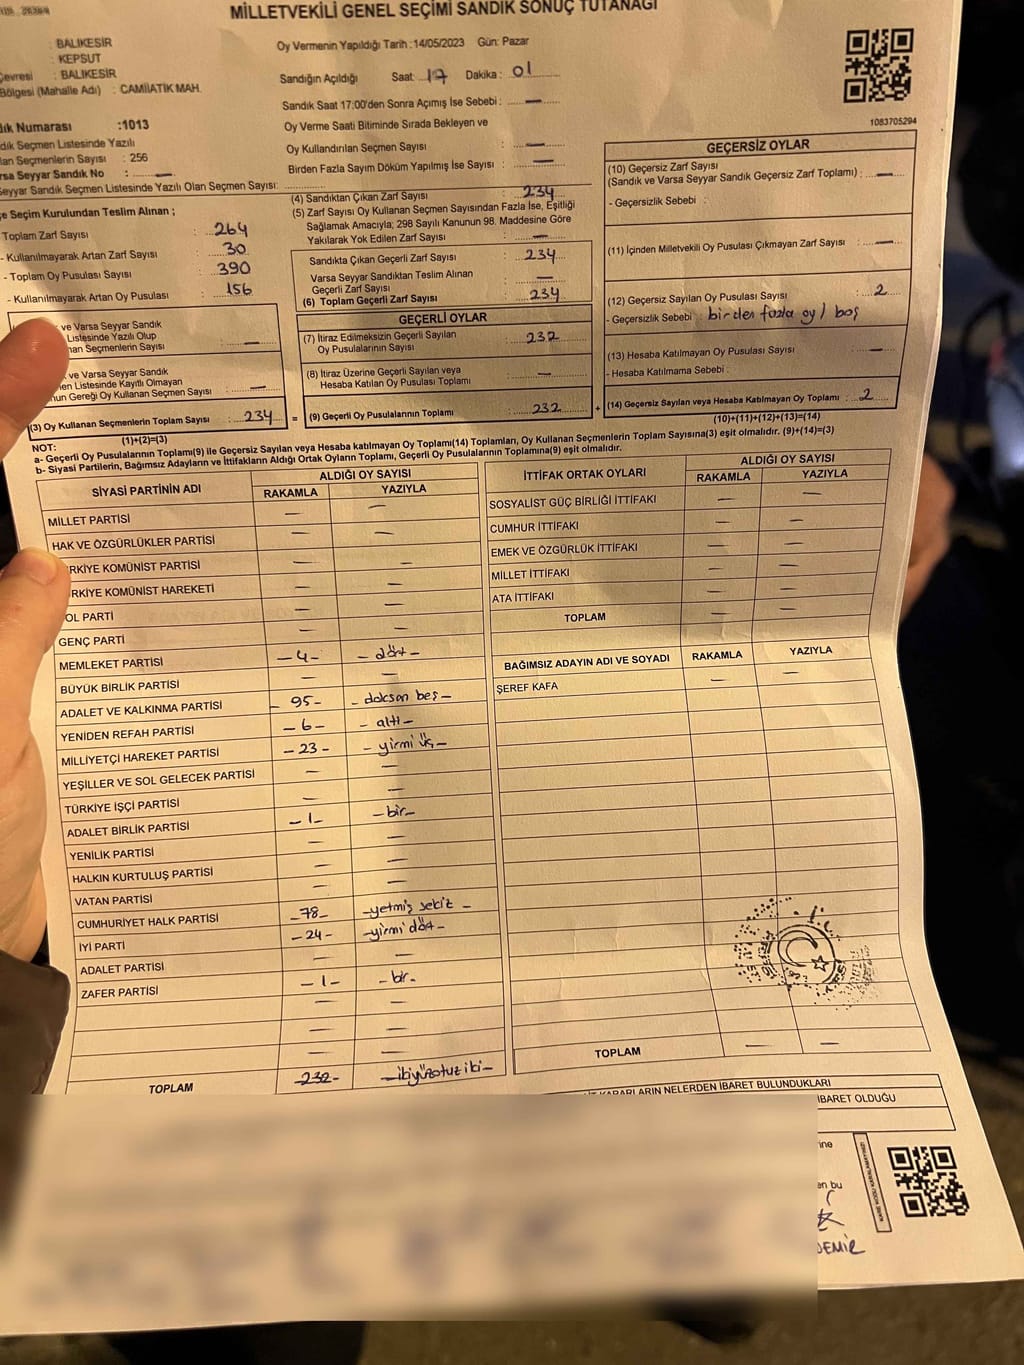 MİLLETVEKİLİ GENEL SEÇİMİ SANDIK SONUÇ TUTANAĞI
: BALIKESİR
: KEPSUT
Çevresi : BALIKESİR
Bölgesi (Mahalle Adı) : CAMİİATİK MAH.
Oy Vermenin Yapıldığı Tarih :14/05/2023 Gün: Pazar
Sandığın Açıldığı Saat: 17 Dakika: 01
Sandık Saat 17:00'den Sonra Açımış İse Sebebi : —
Oy Verme Saati Bitiminde Sırada Bekleyen ve
Oy Kullandırılan Seçmen Sayısı : —
Birden Fazla Sayım Döküm Yapılmış İse Sayısı : —
1083705294
dık Numarası :1013
dık Seçmen Listesinde Yazılı
lan Seçmenlerin Sayısı : 256
rsa Seyyar Sandık No : —
Seyyar Sandık Seçmen Listesinde Yazılı Olan Seçmen Sayısı:
e Seçim Kurulundan Teslim Alınan ;
Toplam Zarf Sayısı : 264
- Kullanılmayarak Artan Zarf Sayısı : 30
- Toplam Oy Pusulası Sayısı : 390
- Kullanılmayarak Artan Oy Pusulası : 156
ve Varsa Seyyar Sandık
Listesinde Yazılı Olup
nan Seçmenlerin Sayısı : —
ve Varsa Seyyar Sandık
en Listesinde Kayıtlı Olmayan
nun Gereği Oy Kullanan Seçmen Sayısı : —
(3) Oy Kullanan Seçmenlerin Toplam Sayısı : 234 =
(1)+(2)=(3)
(4) Sandıktan Çıkan Zarf Sayısı : 234
(5) Zarf Sayısı Oy Kullanan Seçmen Sayısından Fazla İse, Eşitliği
Sağlamak Amacıyla; 298 Sayılı Kanunun 98. Maddesine Göre
Yakılarak Yok Edilen Zarf Sayısı : —
Sandıkta Çıkan Geçerli Zarf Sayısı : 234
Varsa Seyyar Sandıktan Teslim Alınan
Geçerli Zarf Sayısı : —
(6) Toplam Geçerli Zarf Sayısı : 234
GEÇERLİ OYLAR
(7) İtiraz Edilmeksizin Geçerli Sayılan
Oy Pusulalarının Sayısı : 232
(8) İtiraz Üzerine Geçerli Sayılan veya
Hesaba Katılan Oy Pusulası Toplamı : —
(9) Geçerli Oy Pusulalarının Toplamı : 232 +
GEÇERSİZ OYLAR
(10) Geçersiz Zarf Sayısı
(Sandık ve Varsa Seyyar Sandık Geçersiz Zarf Toplamı) : —
- Geçersizlik Sebebi :
(11) İçinden Milletvekili Oy Pusulası Çıkmayan Zarf Sayısı : —
(12) Geçersiz Sayılan Oy Pusulası Sayısı : 2
- Geçersizlik Sebebi : birden fazla oy / boş
(13) Hesaba Katılmayan Oy Pusulası Sayısı : —
- Hesaba Katılmama Sebebi :
(14) Geçersiz Sayılan veya Hesaba Katılmayan Oy Toplamı : 2
(10)+(11)+(12)+(13)=(14)
NOT:
a- Geçerli Oy Pusulalarının Toplamı(9) ile Geçersiz Sayılan veya Hesaba katılmayan Oy Toplamı(14) Toplamları, Oy Kullanan Seçmenlerin Toplam Sayısına(3) eşit olmalıdır. (9)+(14)=(3)
b- Siyasi Partilerin, Bağımsız Adayların ve İttifakların Aldığı Ortak Oyların Toplamı, Geçerli Oy Pusulalarının Toplamına(9) eşit olmalıdır.
SİYASİ PARTİNİN ADI ALDIĞI OY SAYISI
RAKAMLA YAZIYLA
MİLLET PARTİSİ — —
HAK VE ÖZGÜRLÜKLER PARTİSİ — —
RKİYE KOMÜNİST PARTİSİ — —
RKİYE KOMÜNİST HAREKETİ — —
OL PARTİ — —
GENÇ PARTİ — —
MEMLEKET PARTİSİ —4— —dört—
BÜYÜK BİRLİK PARTİSİ — —
ADALET VE KALKINMA PARTİSİ — 95— —doksan beş—
YENİDEN REFAH PARTİSİ —6— —altı—
MİLLİYETÇİ HAREKET PARTİSİ —23— —yirmi üç—
YEŞİLLER VE SOL GELECEK PARTİSİ — —
TÜRKİYE İŞÇİ PARTİSİ — —
ADALET BİRLİK PARTİSİ —1— —bir—
YENİLİK PARTİSİ — —
HALKIN KURTULUŞ PARTİSİ — —
VATAN PARTİSİ — —
CUMHURİYET HALK PARTİSİ —78— —yetmiş sekiz—
İYİ PARTİ —24— —yirmi dört—
ADALET PARTİSİ — —
ZAFER PARTİSİ —1— —bir—
— —
— —
— —
TOPLAM —232— —ikiyüzotuziki—
İTTİFAK ORTAK OYLARI ALDIĞI OY SAYISI
RAKAMLA YAZIYLA
SOSYALİST GÜÇ BİRLİĞİ İTTİFAKI — —
CUMHUR İTTİFAKI — —
EMEK VE ÖZGÜRLÜK İTTİFAKI — —
MİLLET İTTİFAKI — —
ATA İTTİFAKI — —
TOPLAM — —
BAĞIMSIZ ADAYIN ADI VE SOYADI RAKAMLA YAZIYLA
ŞEREF KAFA — —
TOPLAM — —
KARARLARIN NELERDEN İBARET BULUNDUKLARI
İBARET OLDUĞU
ine
en bu
DEMİR